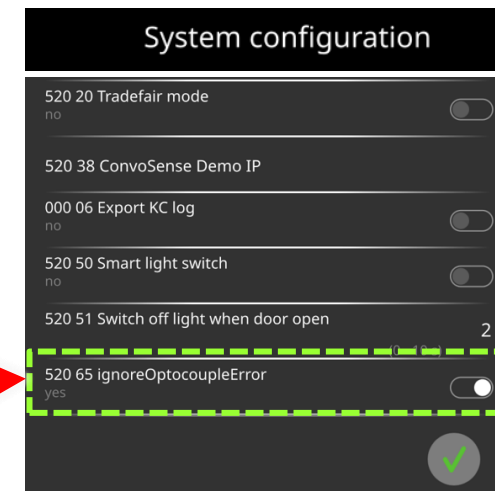 System configuration
520 20 Tradefair mode
no
520 38 ConvoSense Demo IP
000 06 Export KC log
no
520 50 Smart light switch
no
520 51 Switch off light when door open
2
520 65 ignoreOptocoupleError
yes